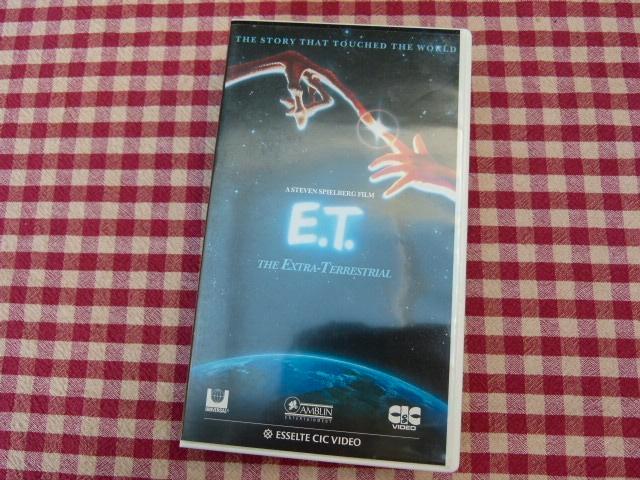 THE STORY THAT TOUCHED THE WORLD
A STEVEN SPIELBERG FILM
E.T.
THE EXTRA-TERRESTRIAL
UNIVERSAL
AMBLIN
ENTERTAINMENT
CIC
VIDEO
ESSELTE CIC VIDEO